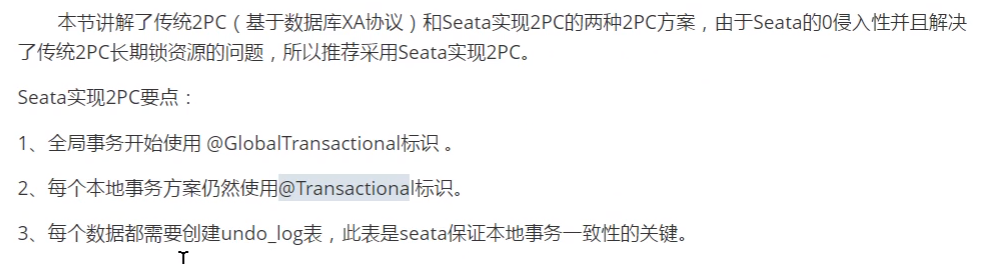 本节讲解了传统2PC（基于数据库XA协议）和Seata实现2PC的两种2PC方案，由于Seata的0侵入性并且解决
了传统2PC长期锁资源的问题，所以推荐采用Seata实现2PC。
Seata实现2PC要点：
1、全局事务开始使用 @GlobalTransactional标识 。
2、每个本地事务方案仍然使用@Transactional标识。
3、每个数据都需要创建undo_log表，此表是seata保证本地事务一致性的关键。